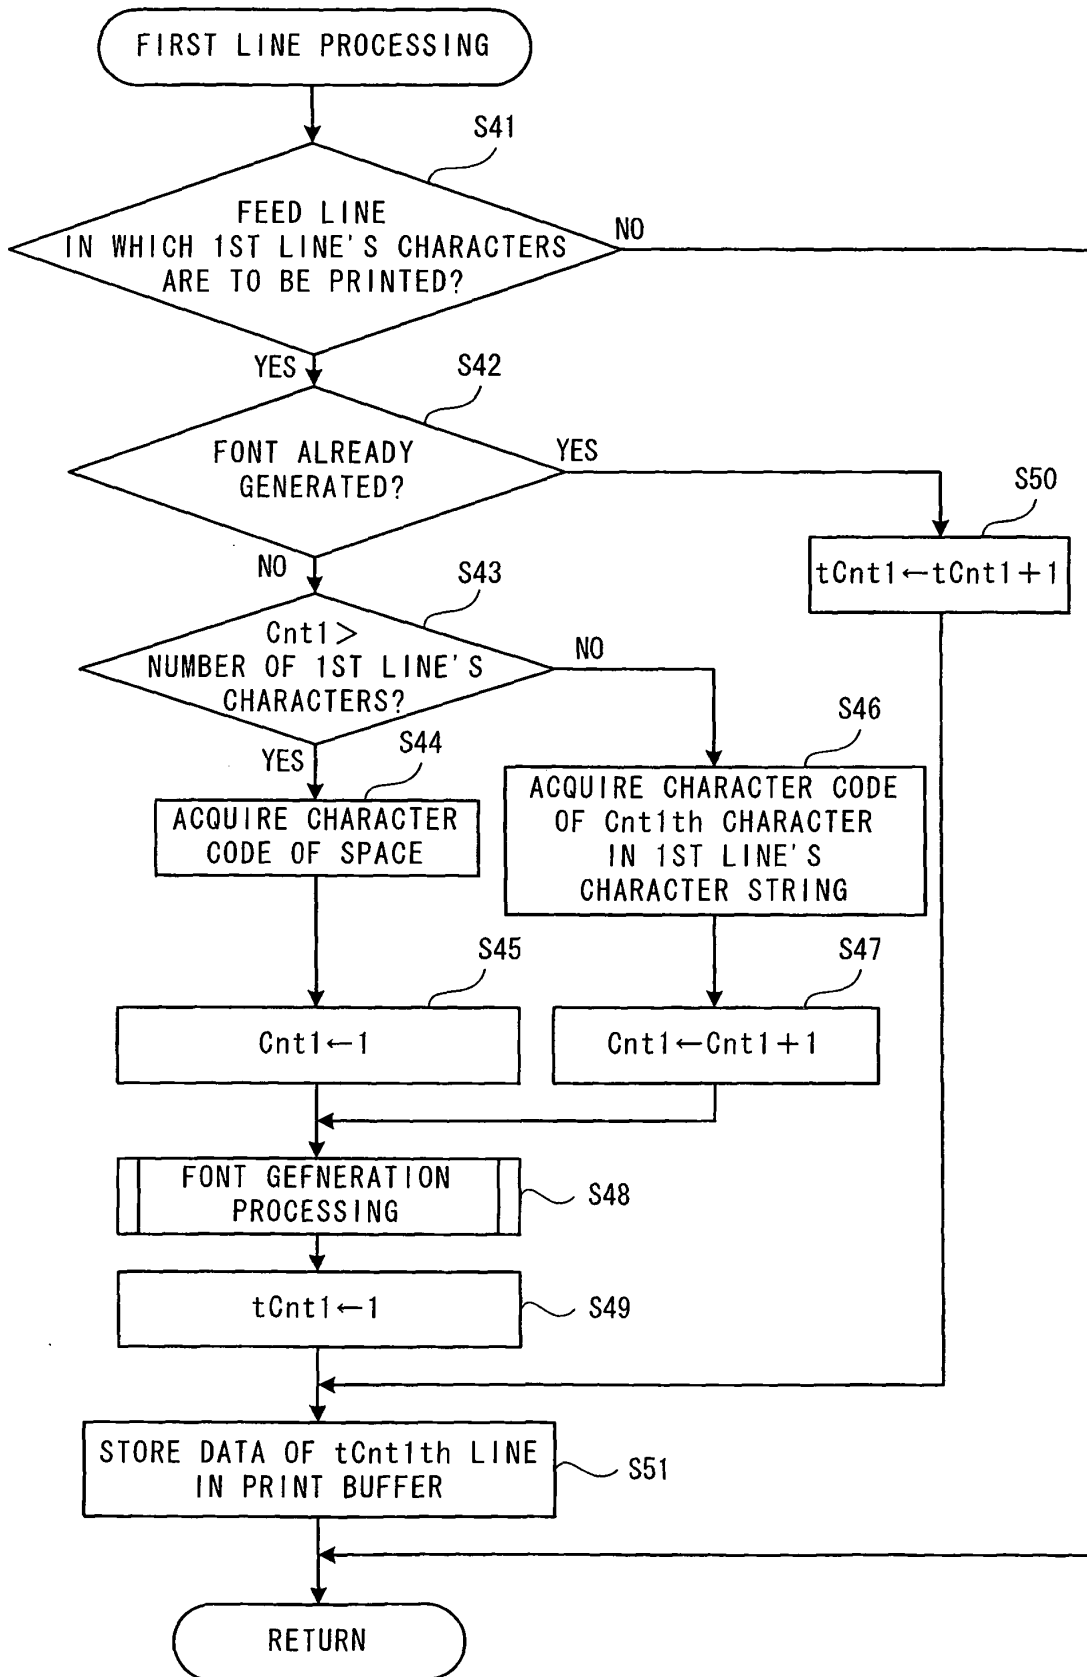 FIRST LINE PROCESSING
S41
FEED LINE
IN WHICH 1ST LINE'S CHARACTERS
ARE TO BE PRINTED?
NO
YES
S42
FONT ALREADY
GENERATED?
YES
S50
tCnt1←tCnt1+1
NO
S43
Cnt1>
NUMBER OF 1ST LINE'S
CHARACTERS?
NO
YES
S44
ACQUIRE CHARACTER
CODE OF SPACE
S46
ACQUIRE CHARACTER CODE
OF Cnt1th CHARACTER
IN 1ST LINE'S
CHARACTER STRING
S45
Cnt1←1
S47
Cnt1←Cnt1+1
FONT GEFNERATION
PROCESSING
S48
tCnt1←1
S49
STORE DATA OF tCnt1th LINE
IN PRINT BUFFER
S51
RETURN